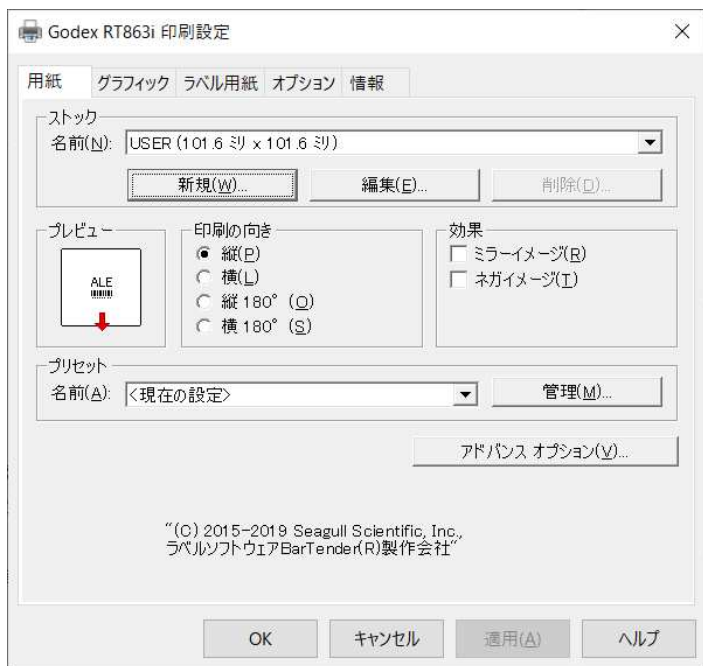 Godex RT863i 印刷設定
用紙 グラフィック ラベル用紙 オプション 情報
ストック
名前(N): USER (101.6 ミリ x 101.6 ミリ)
新規(W)... 編集(E)... 削除(D)...
プレビュー 印刷の向き 効果
ALE
縦(P)
横(L)
縦 180° (O)
横 180° (S)
ミラーイメージ(R)
ネガイメージ(T)
プリセット
名前(A): <現在の設定> 管理(M)...
アドバンス オプション(V)...
"(C) 2015-2019 Seagull Scientific, Inc.,
ラベルソフトウェアBarTender(R)製作会社"
OK キャンセル 適用(A) ヘルプ